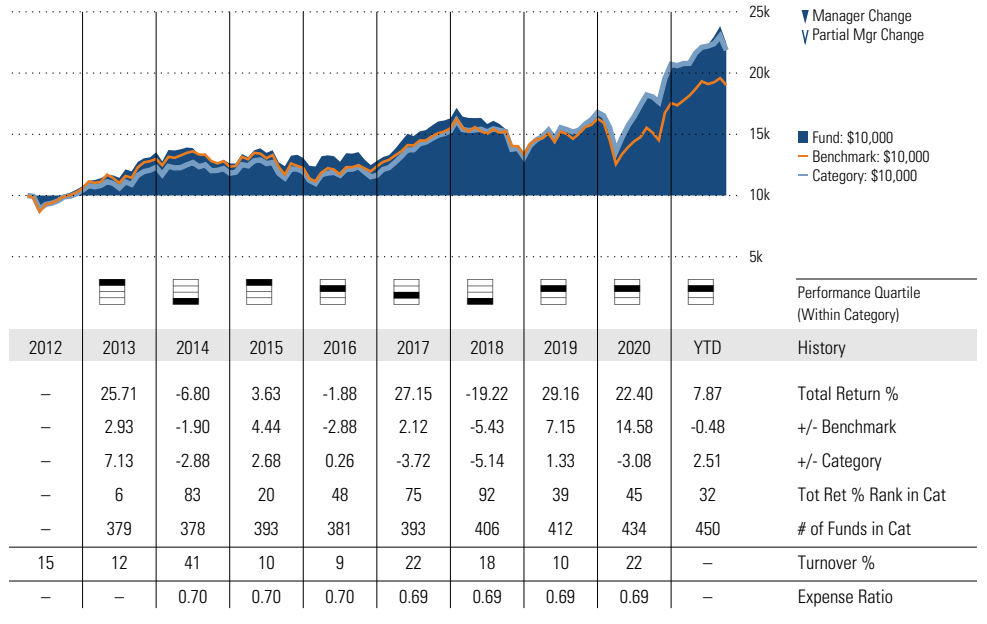 25k
20k
15k
10k
5k
Manager Change
Partial Mgr Change
Fund: $10,000
Benchmark: $10,000
Category: $10,000
Performance Quartile
(Within Category)
2012 2013 2014 2015 2016 2017 2018 2019 2020 YTD History
– 25.71 -6.80 3.63 -1.88 27.15 -19.22 29.16 22.40 7.87 Total Return %
– 2.93 -1.90 4.44 -2.88 2.12 -5.43 7.15 14.58 -0.48 +/- Benchmark
– 7.13 -2.88 2.68 0.26 -3.72 -5.14 1.33 -3.08 2.51 +/- Category
– 6 83 20 48 75 92 39 45 32 Tot Ret % Rank in Cat
– 379 378 393 381 393 406 412 434 450 # of Funds in Cat
15 12 41 10 9 22 18 10 22 – Turnover %
– – 0.70 0.70 0.70 0.69 0.69 0.69 0.69 – Expense Ratio